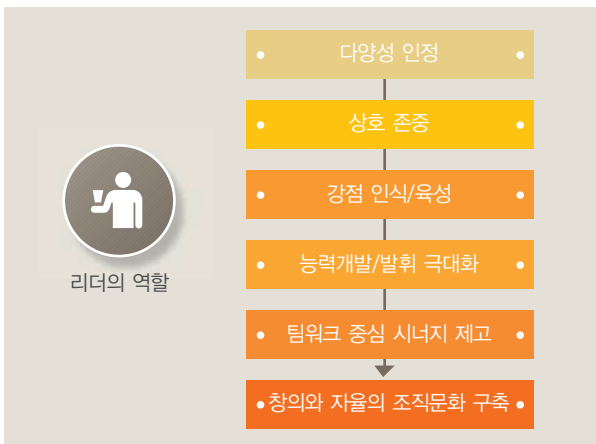 다양성 인정
상호 존중
강점 인식/육성
리더의 역할
능력개발/발휘 극대화
팀워크 중심 시너지 제고
창의와 자율의 조직문화 구축